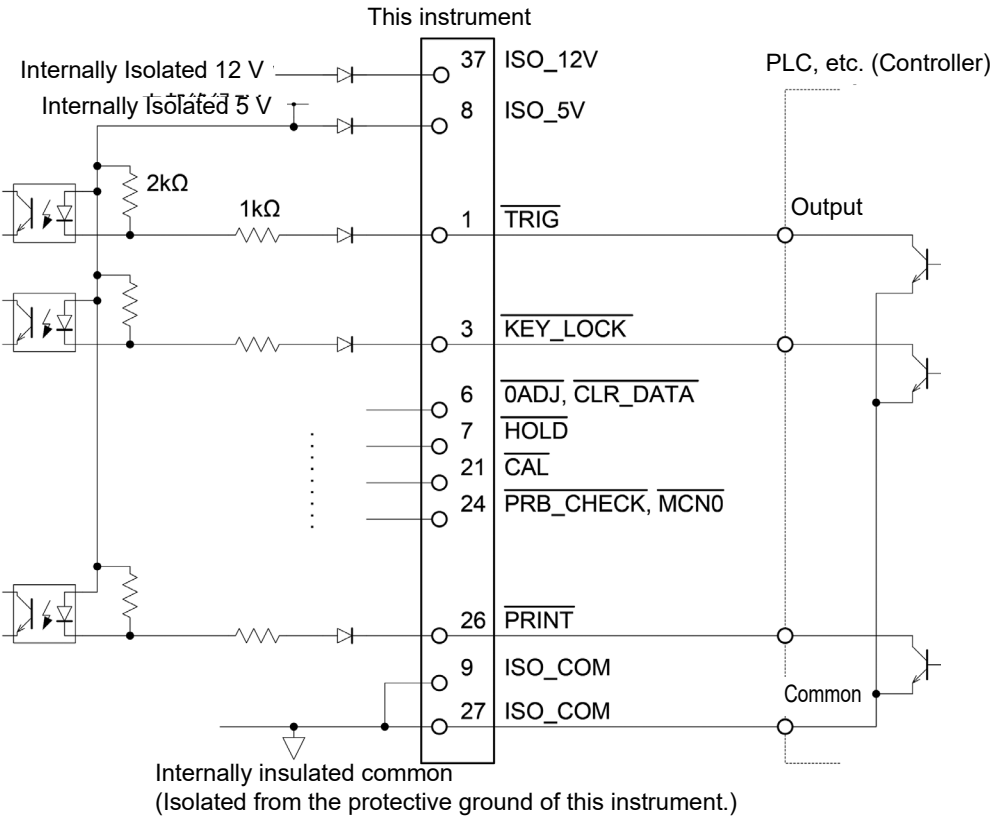 This instrument
37 ISO_12V
PLC, etc. (Controller)
Internally Isolated 12 V
Internally Isolated 5 V
8 ISO_5V
2kΩ
1kΩ
1 TRIG
Output
3 KEY_LOCK
6 0ADJ, CLR_DATA
7 HOLD
21 CAL
24 PRB_CHECK, MCN0
26 PRINT
9 ISO_COM
Common
27 ISO_COM
Internally insulated common
(Isolated from the protective ground of this instrument.)